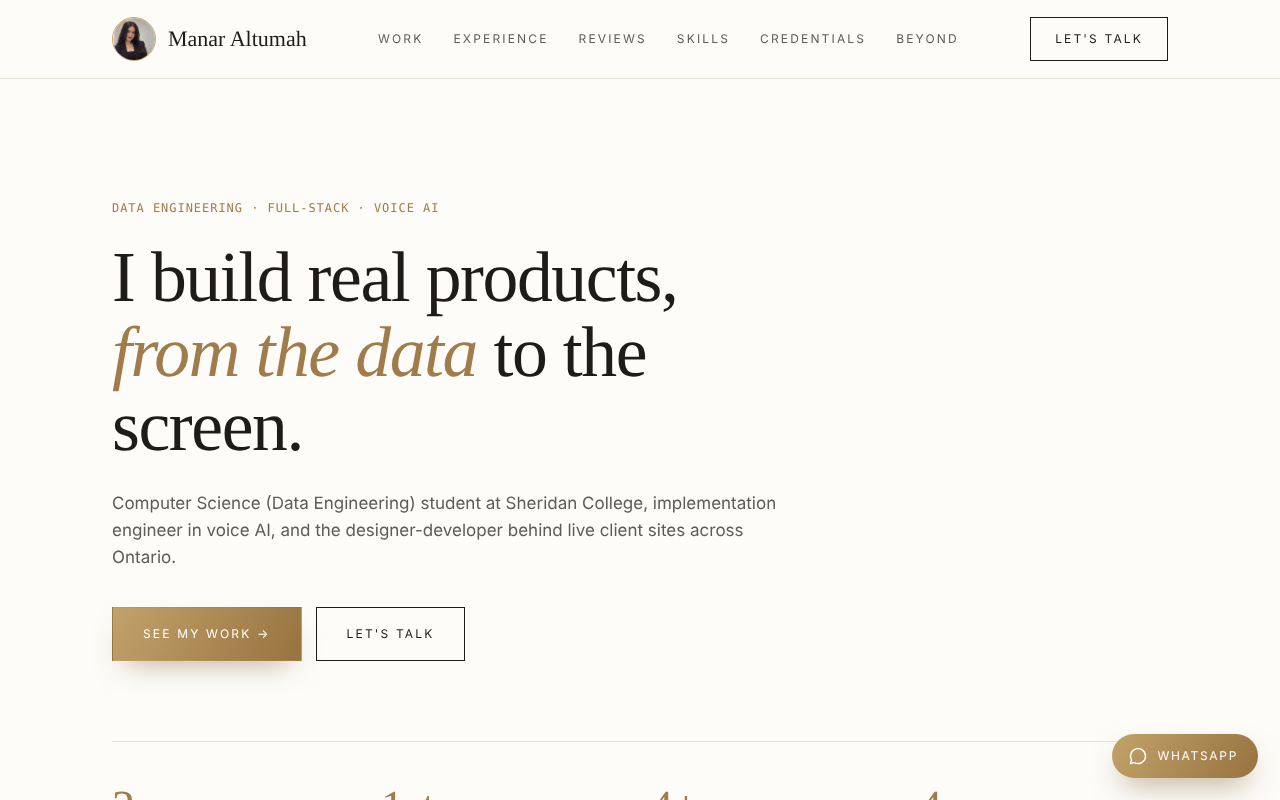 Manar Altumah
WORK EXPERIENCE REVIEWS SKILLS CREDENTIALS BEYOND
LET'S TALK
DATA ENGINEERING · FULL-STACK · VOICE AI
I build real products,
from the data to the
screen.
Computer Science (Data Engineering) student at Sheridan College, implementation
engineer in voice AI, and the designer-developer behind live client sites across
Ontario.
SEE MY WORK →
LET'S TALK
WHATSAPP